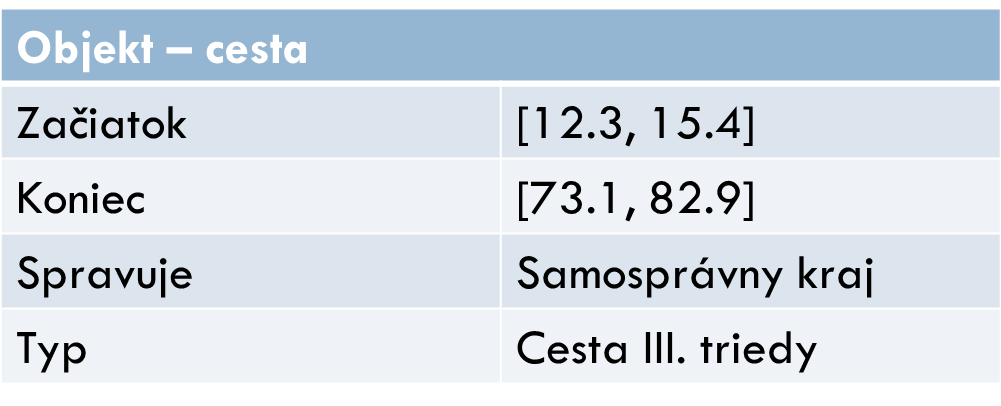 Objekt – cesta
Začiatok [12.3, 15.4]
Koniec [73.1, 82.9]
Spravuje Samosprávny kraj
Typ Cesta III. triedy